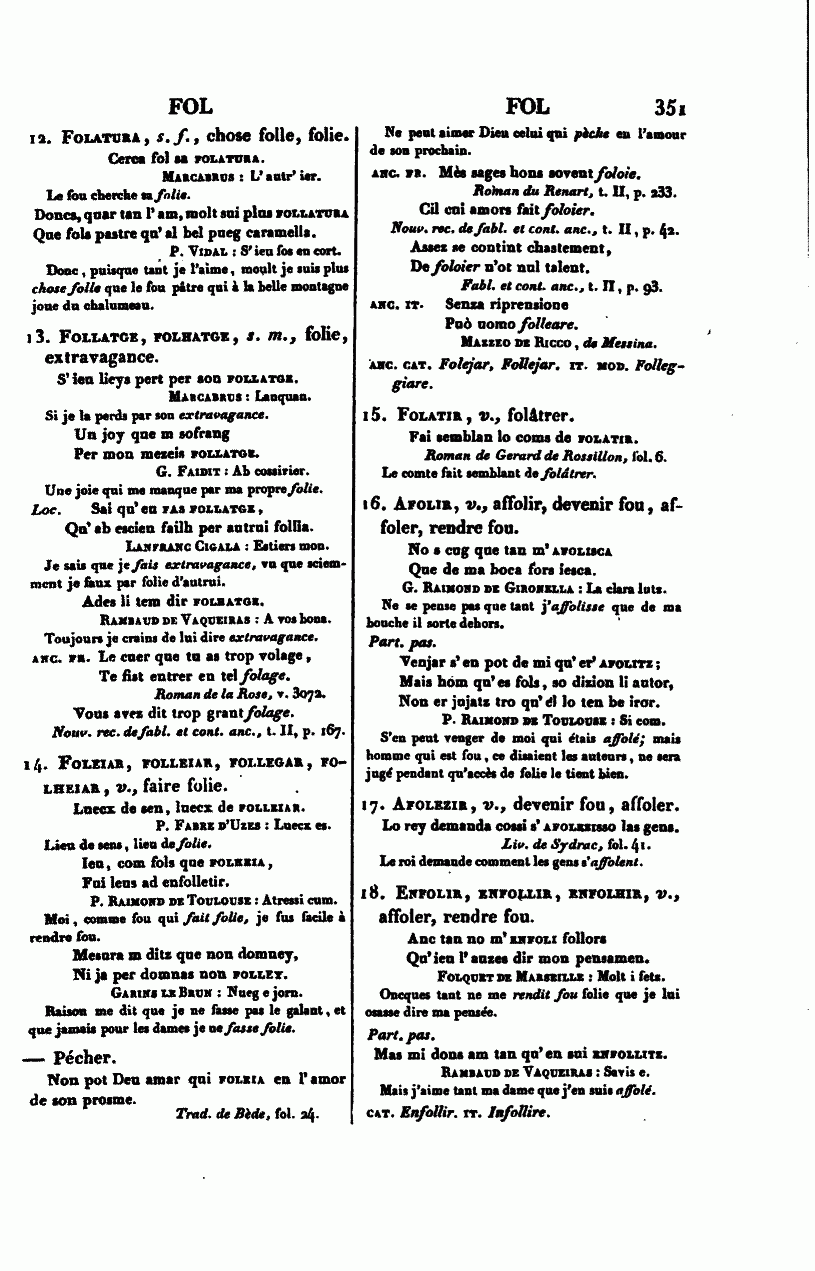 FOL
FOL 351
12. Folatura, s. f., chose folle, folie.
Cerca fol sa folatura.
Marcabrus : L'autr' ier.
Le fou cherche sa folie.
Doncs, quar tan l'am, molt sui plus follatura
Que fols pastre qu'al bel pueg caramella.
P. Vidal : S'ieu fos en cort.
Donc, puisque tant je l'aime, moult je suis plus
chose folle que le fou pâtre qui à la belle montagne
joue du chalumeau.
13. Follatge, folhatge, s. m., folie,
extravagance.
S'ieu lieys pert per son follatge.
Marcabrus : Lanquan.
Si je la perds par son extravagance.
Un joy que m sofrang
Per mon mezeis follatge.
G. Faidit : Ab cossirier.
Une joie qui me manque par ma propre folie.
Loc. Sai qu'en fas follatge,
Qu'ab escien failh per autrui follia.
Lanfranc Cigala : Estiers mon.
Je sais que je fais extravagance, vu que sciem-
ment je faux par folie d'autrui.
Ades li tem dir folhatge.
Rambaud de Vaqueiras : A vos bona.
Toujours je crains de lui dire extravagance.
anc. fr. Le cuer que tu as trop volage,
Te fist entrer en tel folage.
Roman de la Rose, v. 3072.
Vous avez dit trop grant folage.
Nouv. rec. de fabl. et cont. anc., t. II, p. 167.
14. Foleiar, folleiar, follegar, fo-
lheiar, v., faire folie.
Luecx de sen, luecx de folleiar.
P. Fabre d'Uzes : Luecx es.
Lieu de sens, lieu de folie.
Ieu, com fols que foleia,
Fui leus ad enfolletir.
P. Raimond de Toulouse : Atressi cum.
Moi, comme fou qui fait folie, je fus facile à
rendre fou.
Mesura m ditz que non domney,
Ni ja per domnas non folley.
Garins le Brun : Nueg e jorn.
Raison me dit que je ne fasse pas le galant, et
que jamais pour les dames je ne fasse folie.
— Pécher.
Non pot Deu amar qui foleia en l'amor
de son prosme.
Trad. de Bède, fol. 24.
Ne peut aimer Dieu celui qui pèche en l'amour
de son prochain.
anc. fr. Mès sages hons sovent foloie.
Roman du Renart, t. II, p. 233.
Cil cui amors fait foloier.
Nouv. rec. de fabl. et cont. anc., t. II, p. 42.
Assez se contint chastement,
De foloier n'ot nul talent.
Fabl. et cont. anc., t. II, p. 93.
anc. it. Senza riprensione
Può uomo folleare.
Mazzeo de Ricco, da Messina.
anc. cat. Folejar, Follejar. it. mod. Folleg-
giare.
15. Folatir, v., folâtrer.
Fai semblan lo coms de folatir.
Roman de Gerard de Rossillon, fol. 6.
Le comte fait semblant de folâtrer.
16. Afolir, v., affolir, devenir fou, af-
foler, rendre fou.
No s cug que tan m'afolisca
Que de ma boca fors iesca.
G. Raimond de Gironella : La clara lutz.
Ne se pense pas que tant j'affolisse que de ma
bouche il sorte dehors.
Part. pas.
Venjar s'en pot de mi qu'er' afolitz;
Mais hom qu'es fols, so dizion li autor,
Non er jujatz tro qu'él lo ten be iror.
P. Raimond de Toulouse : Si com.
S'en peut venger de moi qui étais affolé; mais
homme qui est fou, ce disaient les auteurs, ne sera
jugé pendant qu'accès de folie le tient bien.
17. Afolezir, v., devenir fou, affoler.
Lo rey demanda cossi s'afolezisso las gens.
Liv. de Sydrac, fol. 41.
Le roi demande comment les gens s'affolent.
18. Enfolir, enfollir, enfolhir, v.,
affoler, rendre fou.
Anc tan no m'enfoli follors
Qu'ieu l'auzes dir mon pensamen.
Folquet de Marseille : Molt i fets.
Oncques tant ne me rendit fou folie que je lui
osasse dire ma pensée.
Part. pas.
Mas mi dons am tan qu'en sui enfollitz.
Rambaud de Vaqueiras : Savis e.
Mais j'aime tant ma dame que j'en suis affolé.
cat. Enfollir. it. Infollire.